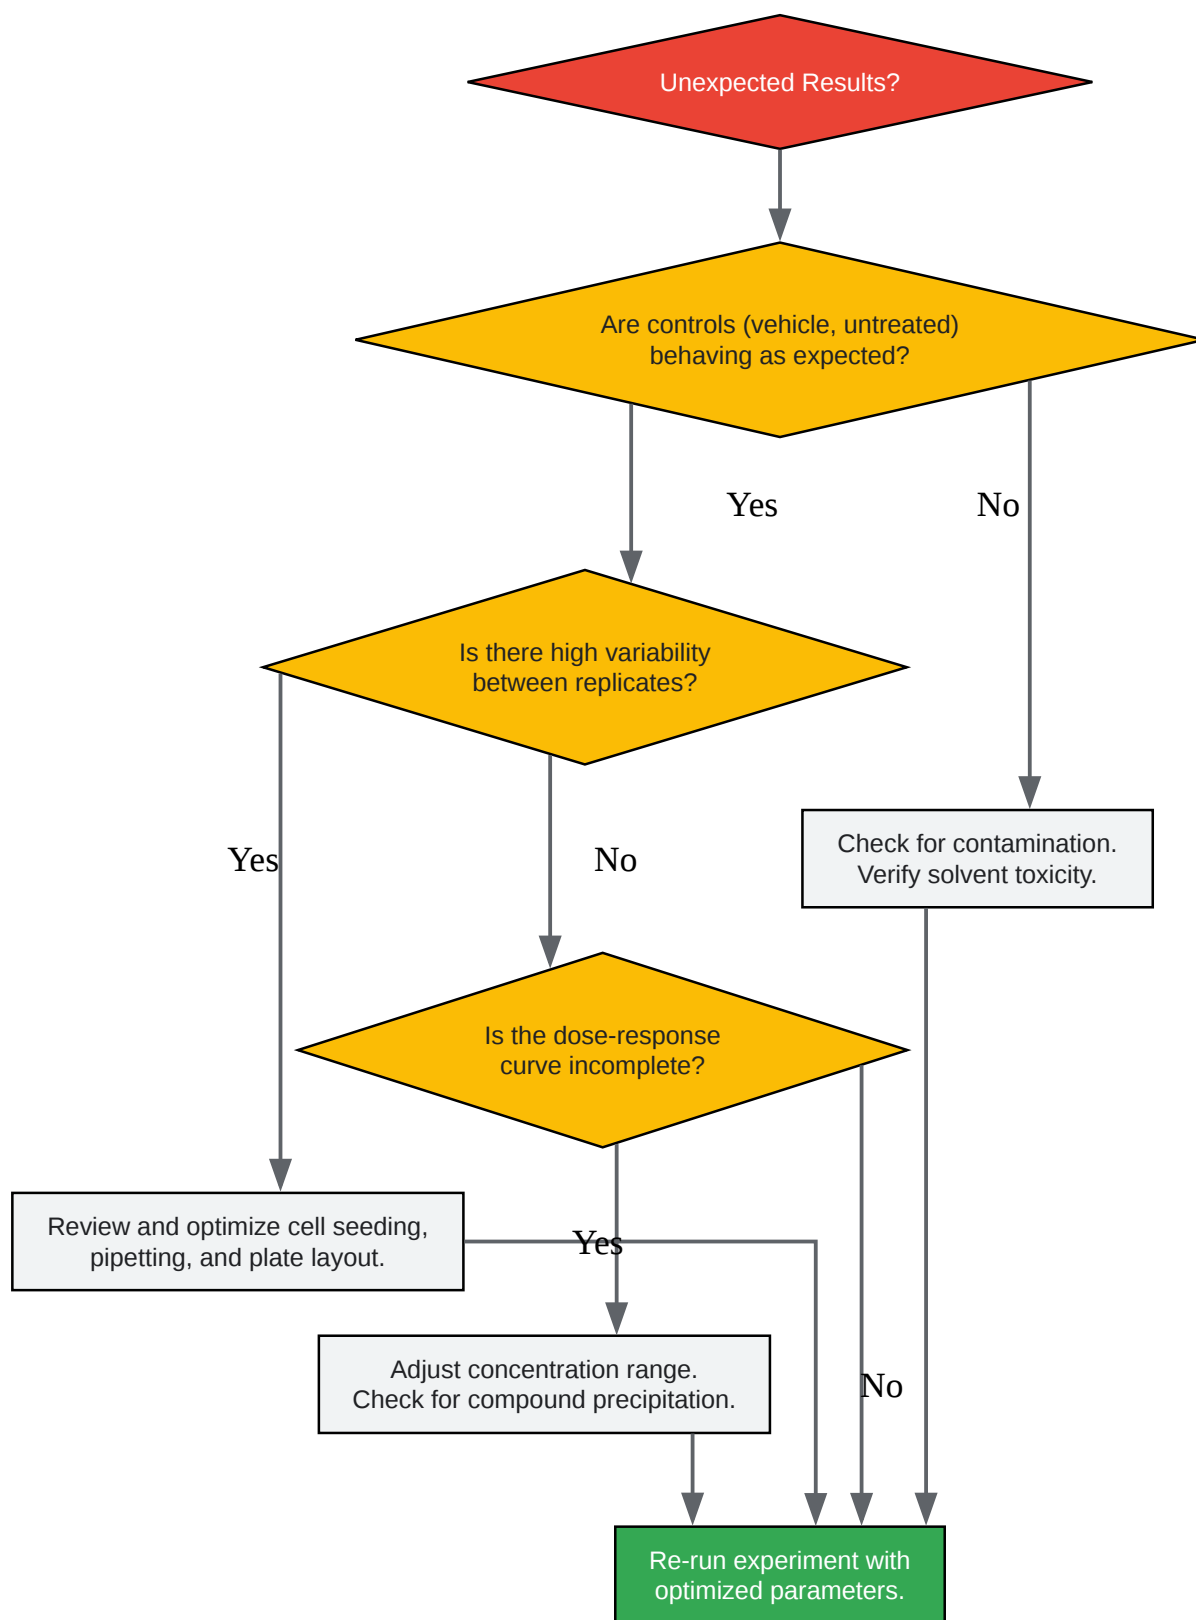 Unexpected Results?
Are controls (vehicle, untreated)
behaving as expected?
Yes
No
Is there high variability
between replicates?
Yes
No
Check for contamination.
Verify solvent toxicity.
Is the dose-response
curve incomplete?
Review and optimize cell seeding,
pipetting, and plate layout.
Yes
Adjust concentration range.
Check for compound precipitation.
No
Re-run experiment with
optimized parameters.